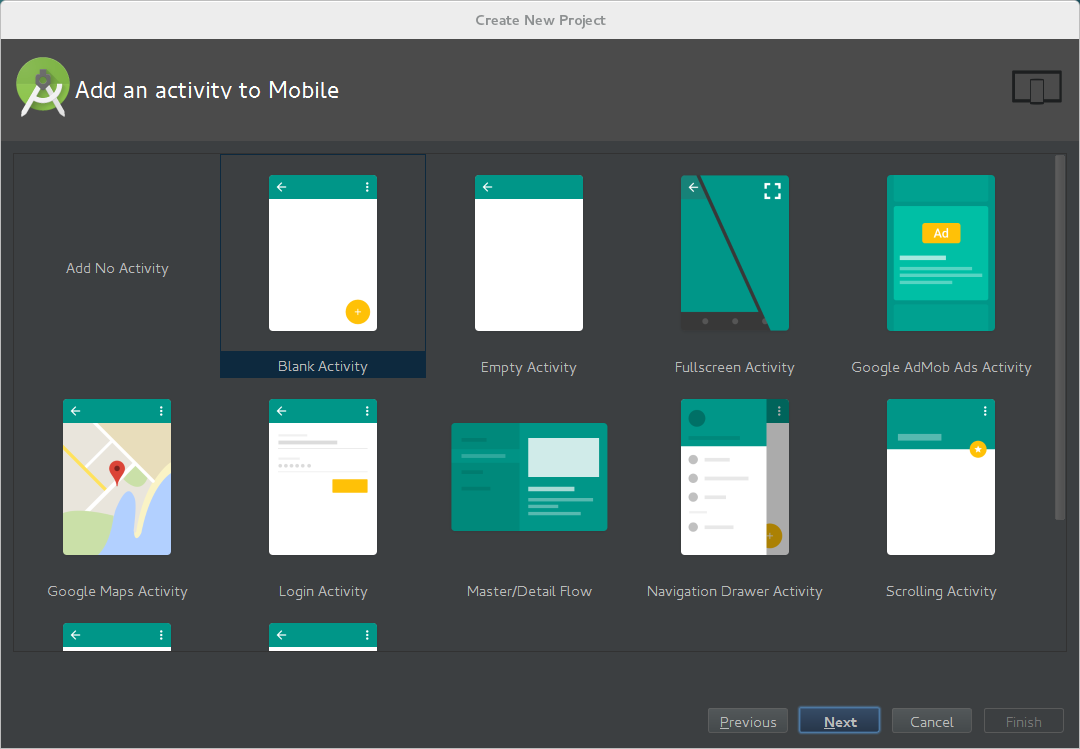 Create New Project
Add an activity to Mobile
Ad
Add No Activity
Blank Activity
Empty Activity
Fullscreen Activity
Google AdMob Ads Activity
Google Maps Activity
Login Activity
Master/Detail Flow
Navigation Drawer Activity
Scrolling Activity
Previous
Next
Cancel
Finish